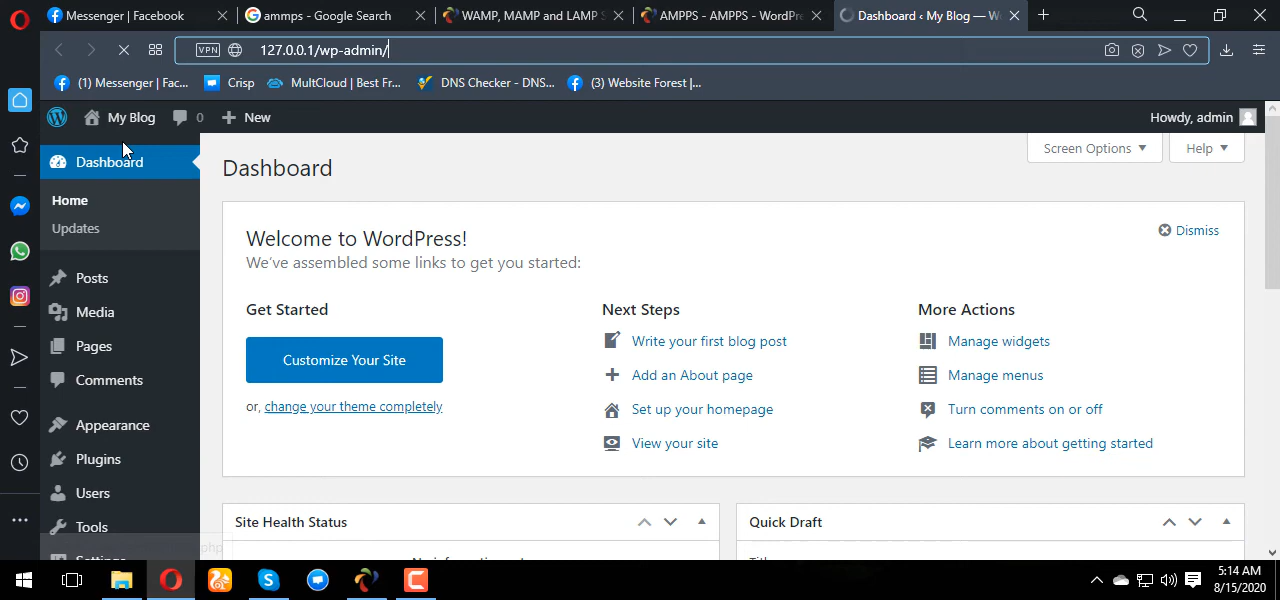 Messenger | Facebook
ammps - Google Search
WAMP, MAMP and LAMP S
AMPPS - AMPPS - WordPre
Dashboard ‹ My Blog — Wo
VPN
127.0.0.1/wp-admin/
(1) Messenger | Fac...
Crisp
MultCloud | Best Fr...
DNS Checker - DNS...
(3) Website Forest |...
My Blog
0
New
Howdy, admin
Dashboard
Home
Updates
Posts
Media
Pages
Comments
Appearance
Plugins
Users
Tools
Settings
Dashboard
Screen Options
Help
Welcome to WordPress!
We've assembled some links to get you started:
Dismiss
Get Started
Customize Your Site
or, change your theme completely
Next Steps
Write your first blog post
Add an About page
Set up your homepage
View your site
More Actions
Manage widgets
Manage menus
Turn comments on or off
Learn more about getting started
Site Health Status
Quick Draft
5:14 AM
8/15/2020